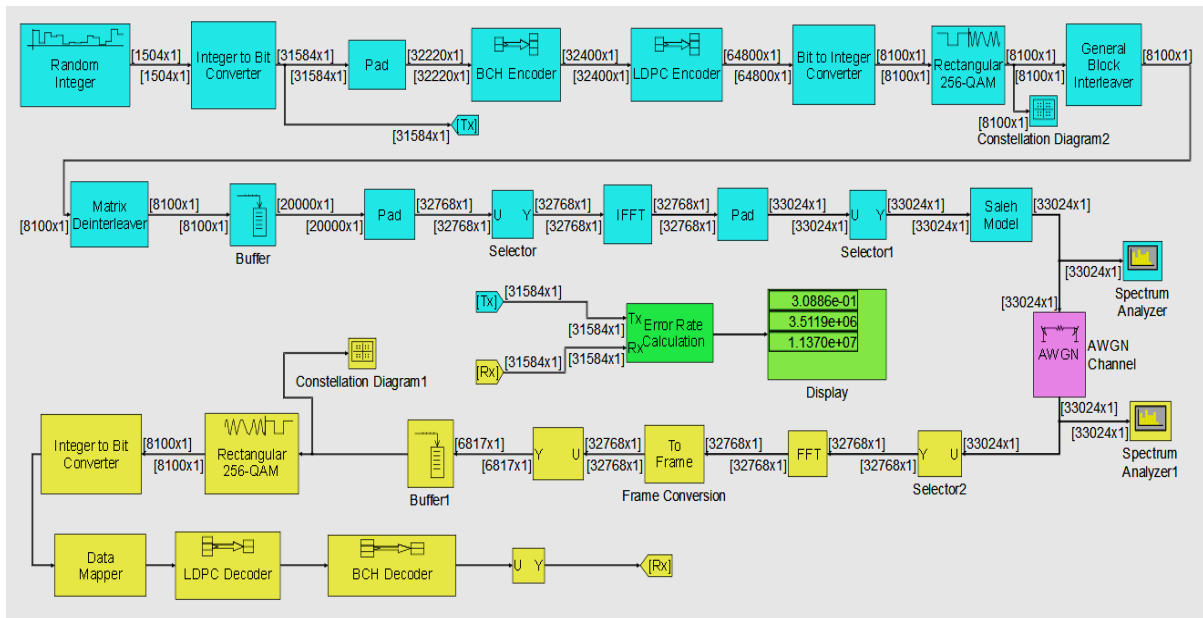 Random
Integer
[1504x1]
[1504x1]
Integer to Bit
Converter
[31584x1]
[31584x1]
Pad
[32220x1]
[32220x1]
BCH Encoder
[32400x1]
[32400x1]
LDPC Encoder
[64800x1]
[64800x1]
Bit to Integer
Converter
[8100x1]
[8100x1]
Rectangular
256-QAM
[8100x1]
[8100x1]
General
Block
Interleaver
[8100x1]
[31584x1]
[Tx]
[8100x1]
Constellation Diagram2
[8100x1]
Matrix
Deinterleaver
[8100x1]
[8100x1]
Buffer
[20000x1]
[20000x1]
Pad
[32768x1]
[32768x1]
U Y
Selector
[32768x1]
[32768x1]
IFFT
[32768x1]
[32768x1]
Pad
[33024x1]
[33024x1]
U Y
Selector1
[33024x1]
[33024x1]
Saleh
Model
[33024x1]
[33024x1]
Spectrum
Analyzer
[33024x1]
AWGN
AWGN
Channel
[Tx]
[31584x1]
[31584x1]
[Rx]
[31584x1]
[31584x1]
Tx
Rx
Error Rate
Calculation
3.0886e-01
3.5119e+06
1.1370e+07
Display
[33024x1]
[33024x1]
Spectrum
Analyzer1
Constellation Diagram1
Integer to Bit
Converter
[8100x1]
[8100x1]
Rectangular
256-QAM
Buffer1
[6817x1]
[6817x1]
Y U
[32768x1]
[32768x1]
To
Frame
Frame Conversion
[32768x1]
[32768x1]
FFT
[32768x1]
[32768x1]
Y U
Selector2
[33024x1]
Data
Mapper
LDPC Decoder
BCH Decoder
U Y
[Rx]